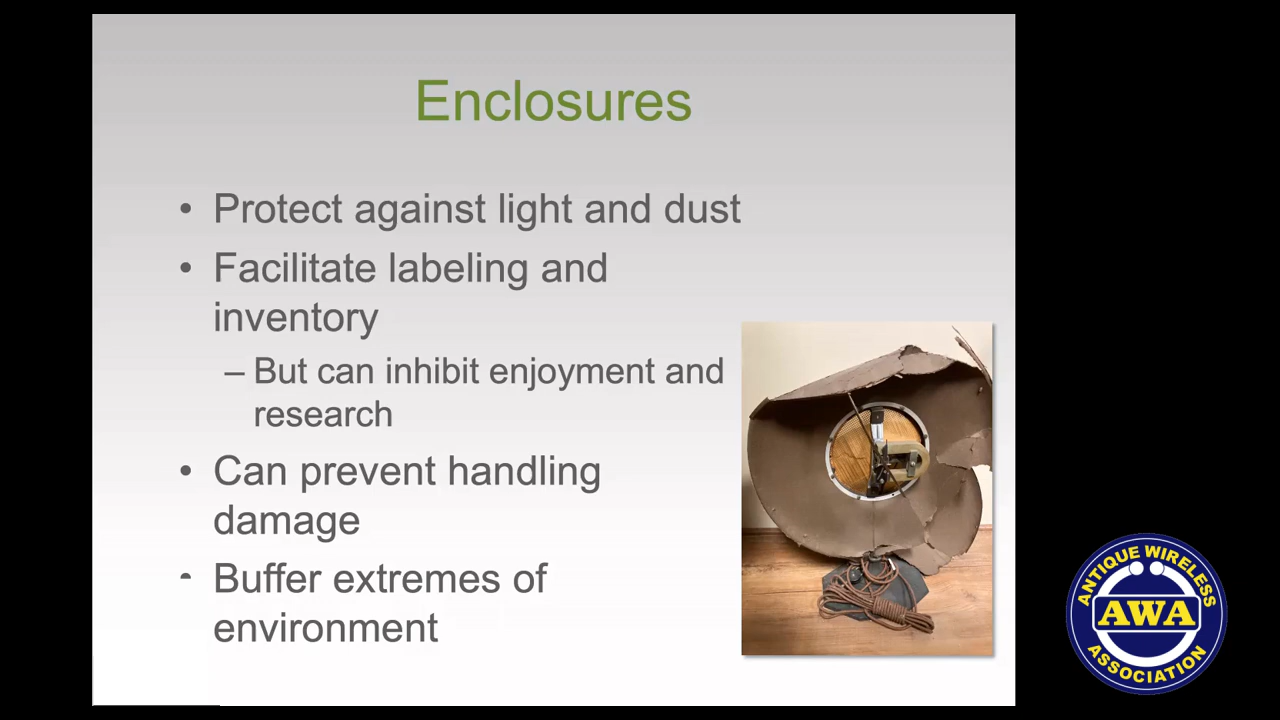 Enclosures
• Protect against light and dust
• Facilitate labeling and
inventory
– But can inhibit enjoyment and
research
• Can prevent handling
damage
• Buffer extremes of
environment
ANTIQUE WIRELESS
AWA
ASSOCIATION